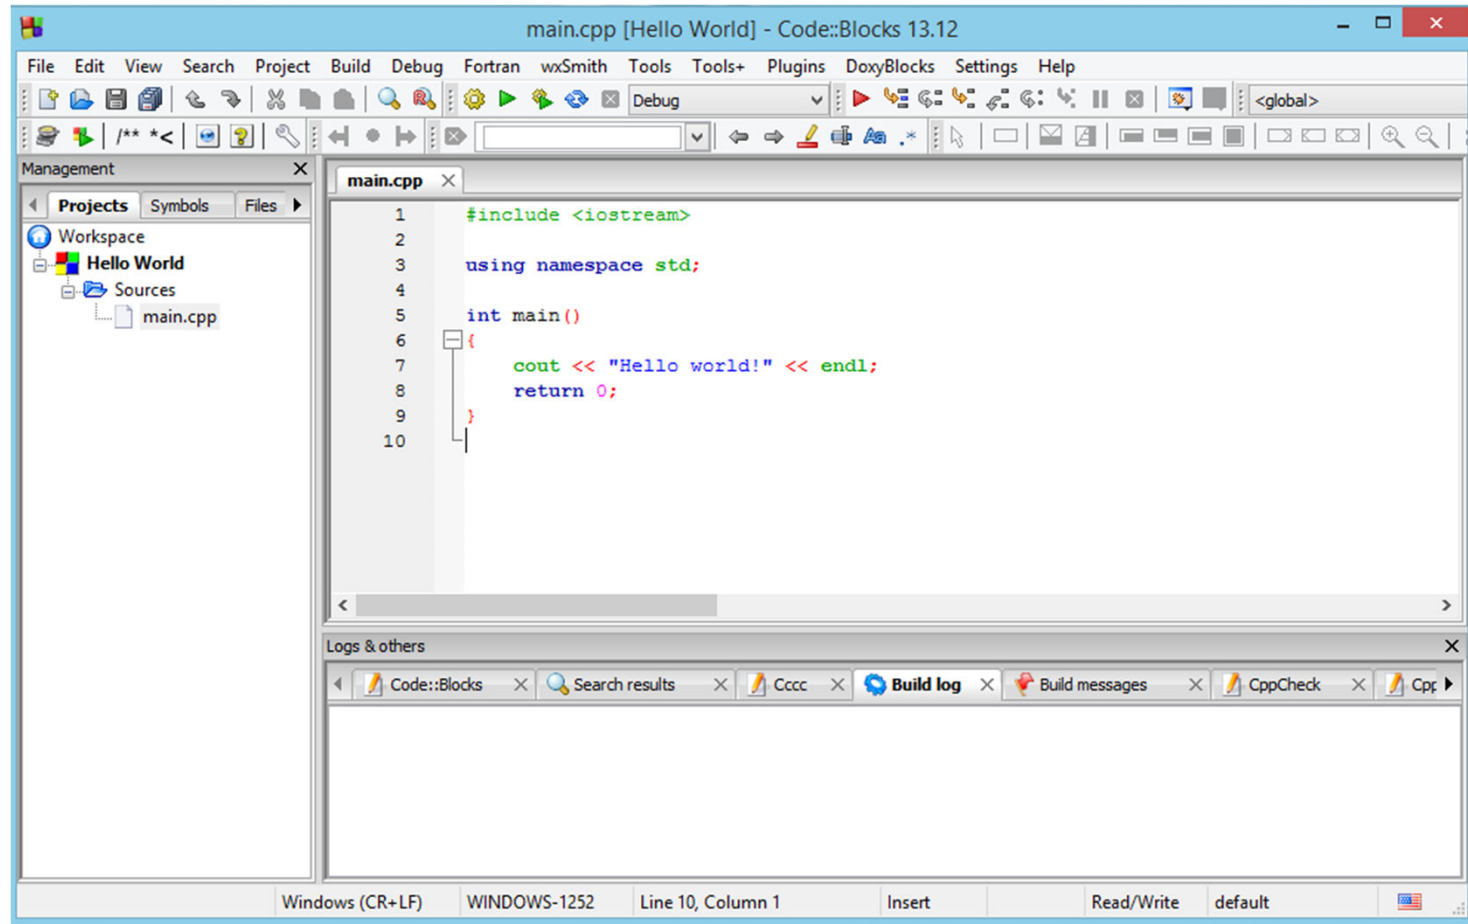 main.cpp [Hello World] - Code::Blocks 13.12
File Edit View Search Project Build Debug Fortran wxSmith Tools Tools+ Plugins DoxyBlocks Settings Help
Debug <global>
/** *<
Management
main.cpp
Projects Symbols Files
Workspace
Hello World
Sources
main.cpp
1 #include <iostream>
2
3 using namespace std;
4
5 int main()
6 {
7 cout << "Hello world!" << endl;
8 return 0;
9 }
10
Logs & others
Code::Blocks Search results Cccc Build log Build messages CppCheck Cpp
Windows (CR+LF) WINDOWS-1252 Line 10, Column 1 Insert Read/Write default